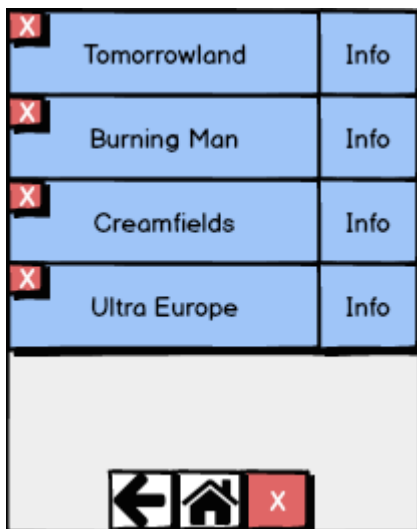 X
Tomorrowland Info
X
Burning Man Info
X
Creamfields Info
X
Ultra Europe Info
X